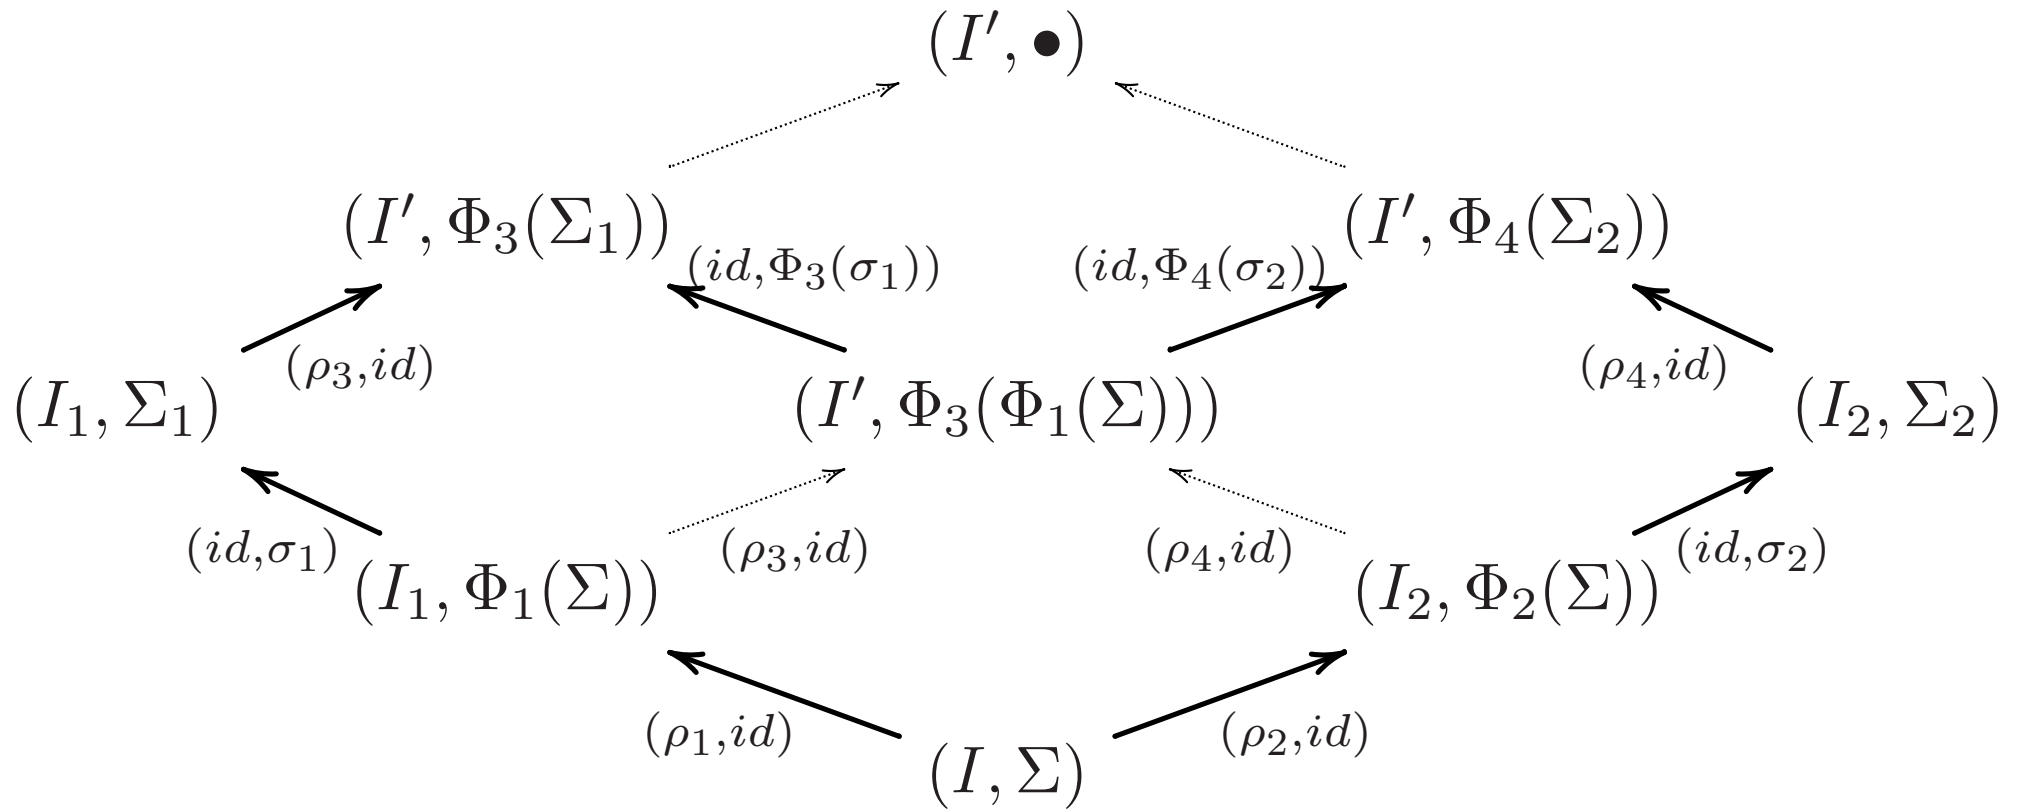 (I′, •)
(I′, Φ₃(Σ₁)) (I′, Φ₄(Σ₂))
(id,Φ₃(σ₁)) (id,Φ₄(σ₂))
(ρ₃,id) (ρ₄,id)
(I₁, Σ₁) (I′, Φ₃(Φ₁(Σ))) (I₂, Σ₂)
(id,σ₁) (ρ₃,id) (ρ₄,id) (id,σ₂)
(I₁, Φ₁(Σ)) (I₂, Φ₂(Σ))
(ρ₁,id) (ρ₂,id)
(I, Σ)